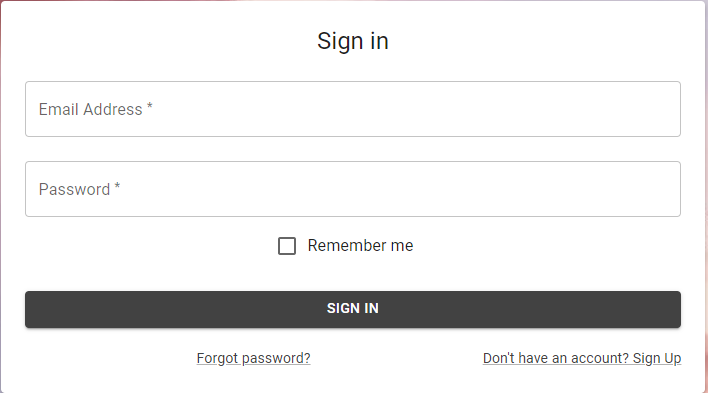 Sign in
Email Address *
Password *
Remember me
SIGN IN
Forgot password? Don't have an account? Sign Up